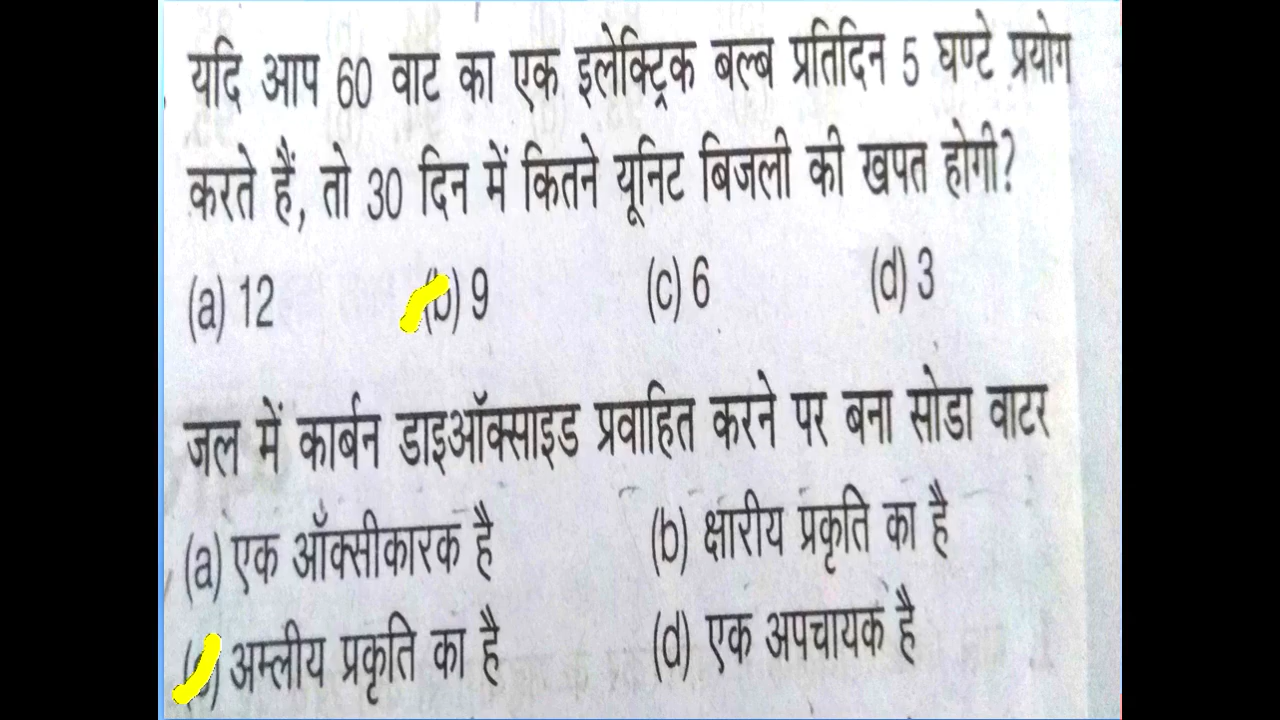 यदि आप 60 वाट का एक इलेक्ट्रिक बल्ब प्रतिदिन 5 घण्टे प्रयोग
करते हैं, तो 30 दिन में कितने यूनिट बिजली की खपत होगी?
(a) 12 (b) 9 (c) 6 (d) 3
जल में कार्बन डाइऑक्साइड प्रवाहित करने पर बना सोडा वाटर
(a) एक ऑक्सीकारक है (b) क्षारीय प्रकृति का है
(c) अम्लीय प्रकृति का है (d) एक अपचायक है